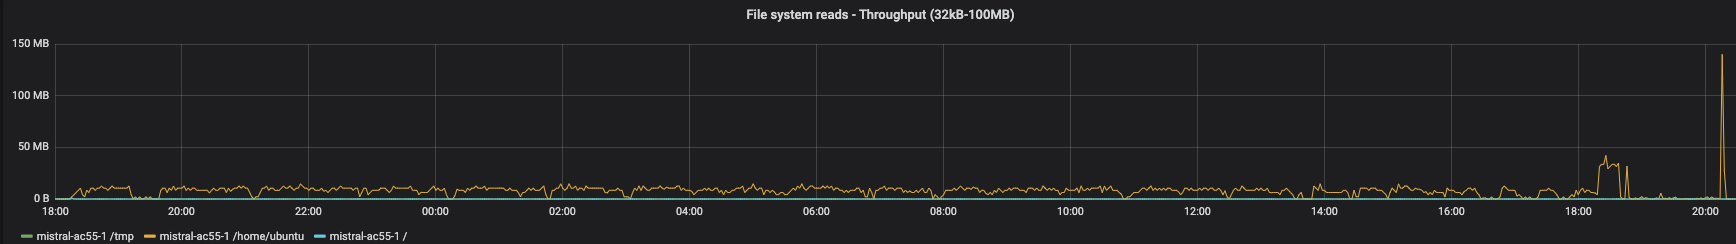 File system reads - Throughput (32kB-100MB)
150 MB
100 MB
50 MB
0 B
18:00 20:00 22:00 00:00 02:00 04:00 06:00 08:00 10:00 12:00 14:00 16:00 18:00 20:00
mistral-ac55-1 /tmp mistral-ac55-1 /home/ubuntu mistral-ac55-1 /